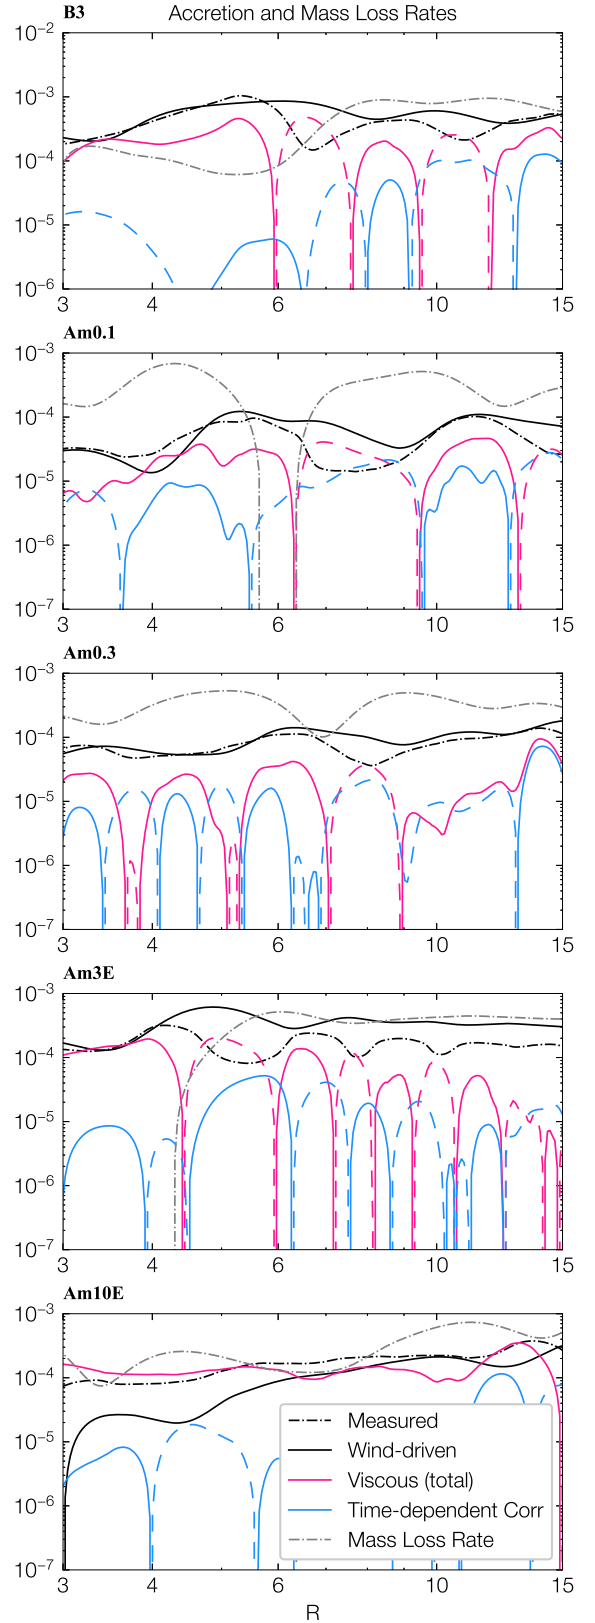 B3 Accretion and Mass Loss Rates
10⁻²
10⁻³
10⁻⁴
10⁻⁵
10⁻⁶
3 4 6 10 15
Am0.1
10⁻³
10⁻⁴
10⁻⁵
10⁻⁶
10⁻⁷
3 4 6 10 15
Am0.3
10⁻³
10⁻⁴
10⁻⁵
10⁻⁶
10⁻⁷
3 4 6 10 15
Am3E
10⁻³
10⁻⁴
10⁻⁵
10⁻⁶
10⁻⁷
3 4 6 10 15
Am10E
10⁻³
10⁻⁴
10⁻⁵
10⁻⁶
10⁻⁷
Measured
Wind-driven
Viscous (total)
Time-dependent Corr
Mass Loss Rate
3 4 6 10 15
R